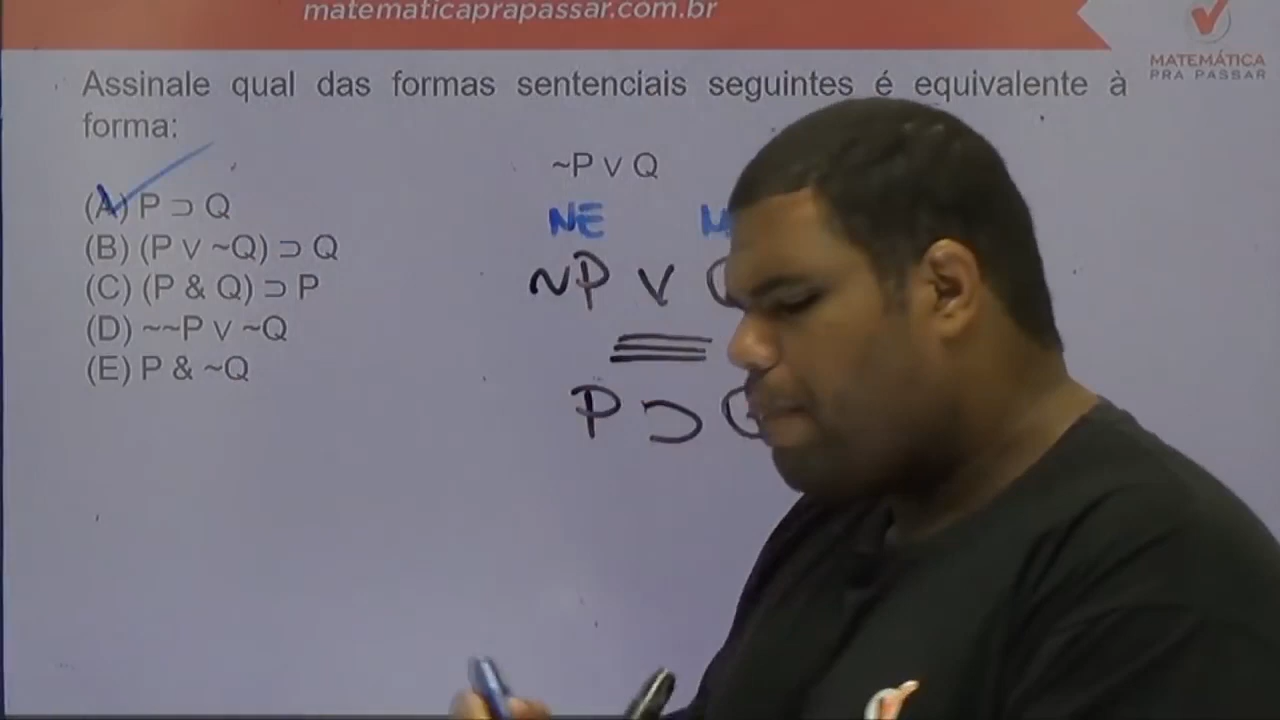 matematicaprapassar.com.br
MATEMÁTICA
PRA PASSAR
Assinale qual das formas sentenciais seguintes é equivalente à
forma:
~P v Q
(A) P ⊃ Q
(B) (P v ~Q) ⊃ Q
(C) (P & Q) ⊃ P
(D) ~~P v ~Q
(E) P & ~Q
NE
~P v
≡
P ⊃